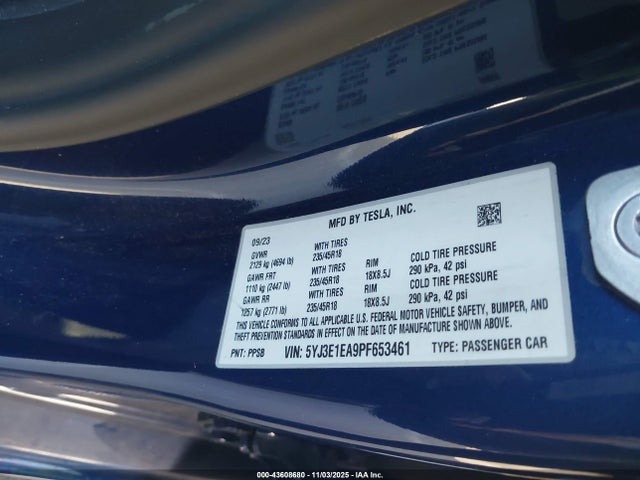 MFD BY TESLA, INC.
09/23
GVWR WITH TIRES
2129 kg (4694 lb) 235/45R18 RIM COLD TIRE PRESSURE
GAWR FRT WITH TIRES 18X8.5J 290 kPa, 42 psi
1110 kg (2447 lb) 235/45R18 RIM COLD TIRE PRESSURE
GAWR RR WITH TIRES 18X8.5J 290 kPa, 42 psi
1257 kg (2771 lb) 235/45R18
THIS VEHICLE CONFORMS TO ALL APPLICABLE U.S. FEDERAL MOTOR VEHICLE SAFETY, BUMPER, AND
THEFT PREVENTION STANDARDS IN EFFECT ON THE DATE OF MANUFACTURE SHOWN ABOVE.
PNT: PPSB VIN: 5YJ3E1EA9PF653461 TYPE: PASSENGER CAR
000-43608680 - 11/03/2025 - IAA Inc.